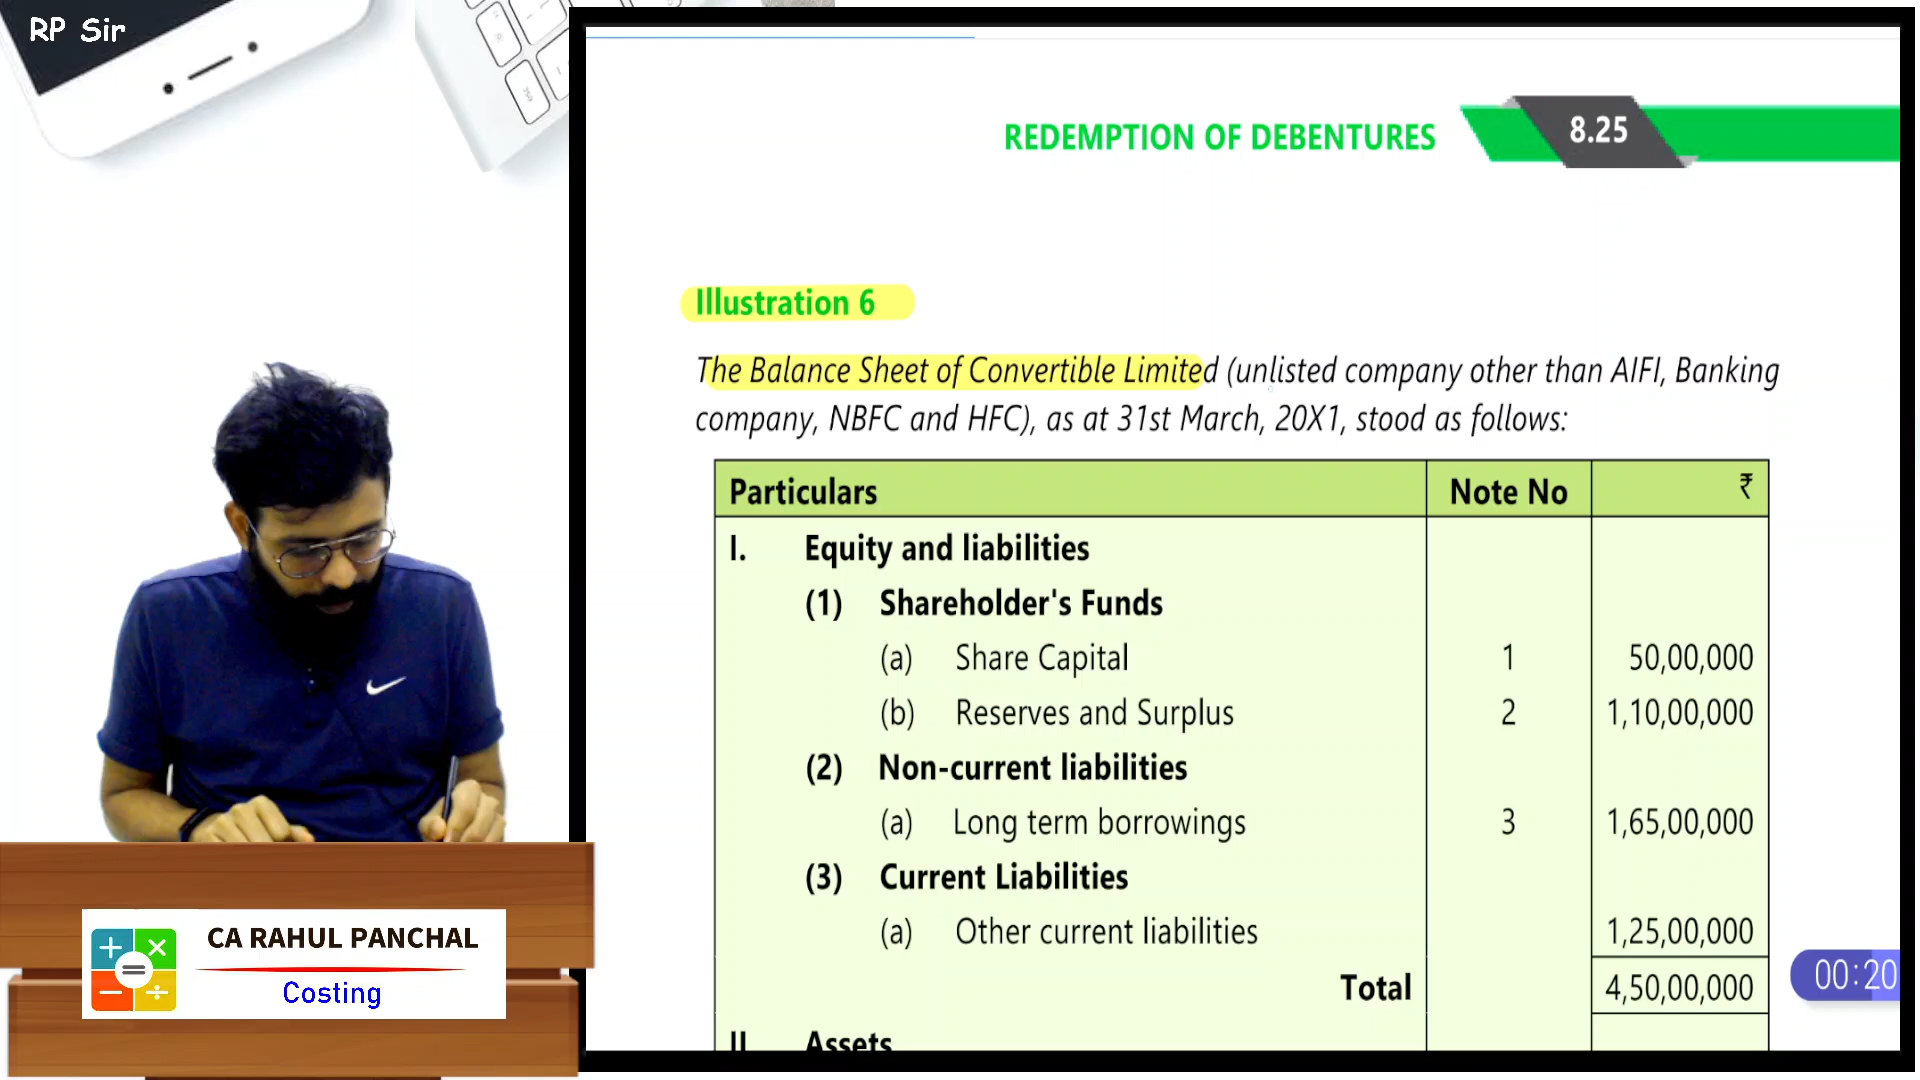 RP Sir
REDEMPTION OF DEBENTURES 8.25
Illustration 6
The Balance Sheet of Convertible Limited (unlisted company other than AIFI, Banking
company, NBFC and HFC), as at 31st March, 20X1, stood as follows:
Particulars Note No ₹
I. Equity and liabilities
(1) Shareholder's Funds
(a) Share Capital 1 50,00,000
(b) Reserves and Surplus 2 1,10,00,000
(2) Non-current liabilities
(a) Long term borrowings 3 1,65,00,000
(3) Current Liabilities
(a) Other current liabilities 1,25,00,000
Total 4,50,00,000
II Assets
00:20
CA RAHUL PANCHAL
Costing